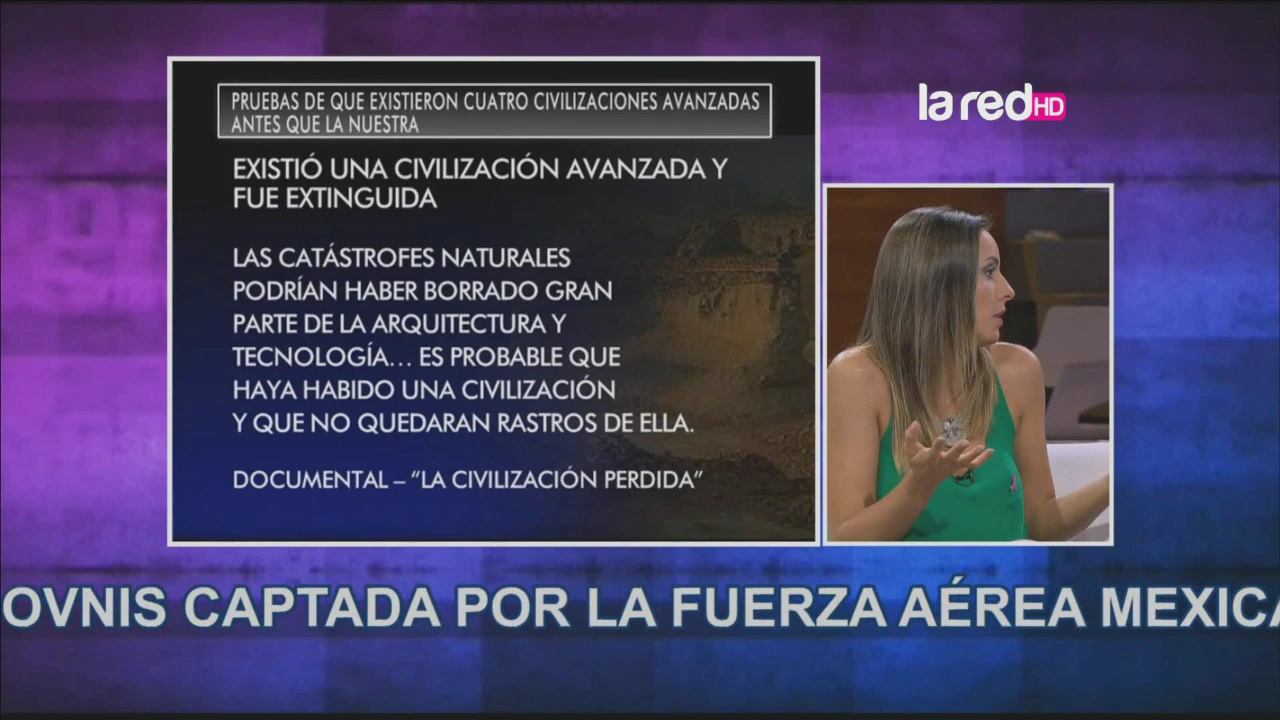 PRUEBAS DE QUE EXISTIERON CUATRO CIVILIZACIONES AVANZADAS
ANTES QUE LA NUESTRA
EXISTIÓ UNA CIVILIZACIÓN AVANZADA Y
FUE EXTINGUIDA
LAS CATÁSTROFES NATURALES
PODRÍAN HABER BORRADO GRAN
PARTE DE LA ARQUITECTURA Y
TECNOLOGÍA... ES PROBABLE QUE
HAYA HABIDO UNA CIVILIZACIÓN
Y QUE NO QUEDARAN RASTROS DE ELLA.
DOCUMENTAL – “LA CIVILIZACIÓN PERDIDA”
la red HD
OVNIS CAPTADA POR LA FUERZA AÉREA MEXICA